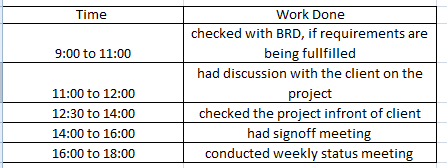 Time Work Done
checked with BRD, if requirements are
9:00 to 11:00 being fullfilled
had discussion with the client on the
11:00 to 12:00 project
12:30 to 14:00 checked the project infront of client
14:00 to 16:00 had signoff meeting
16:00 to 18:00 conducted weekly status meeting